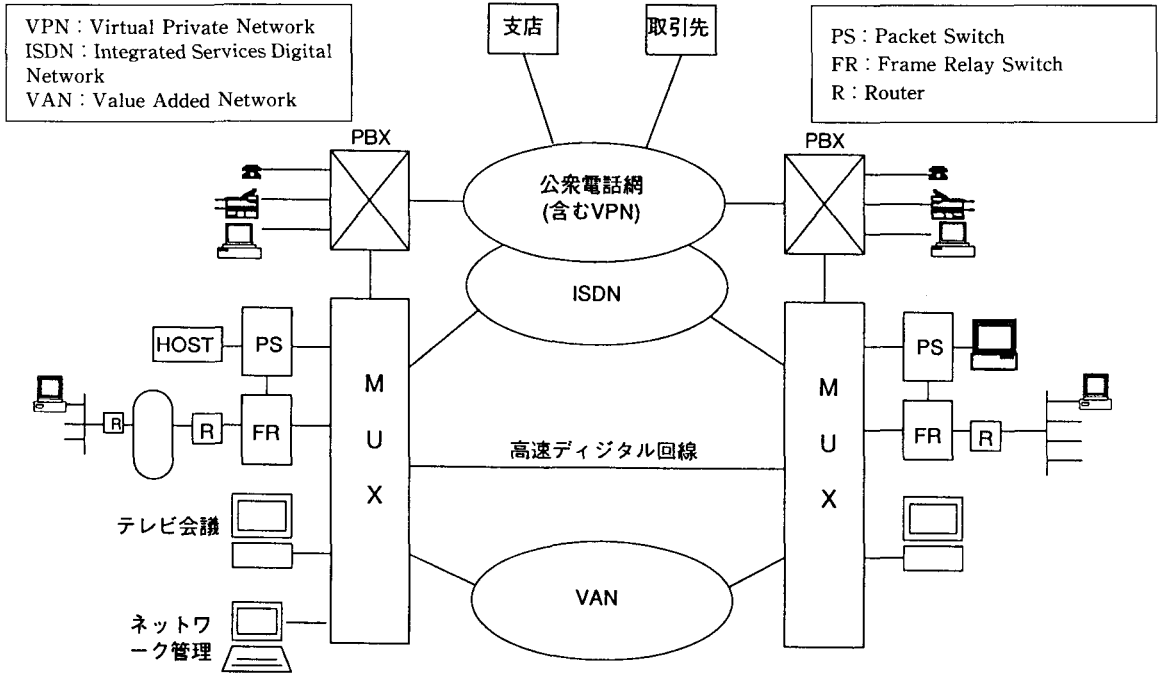 VPN：Virtual Private Network
ISDN：Integrated Services Digital
Network
VAN：Value Added Network
支店
取引先
PS：Packet Switch
FR：Frame Relay Switch
R：Router
PBX
PBX
公衆電話網
(含むVPN)
ISDN
HOST
PS
PS
M
U
X
M
U
X
R
R
FR
FR
R
高速ディジタル回線
テレビ会議
VAN
ネットワ
ーク管理